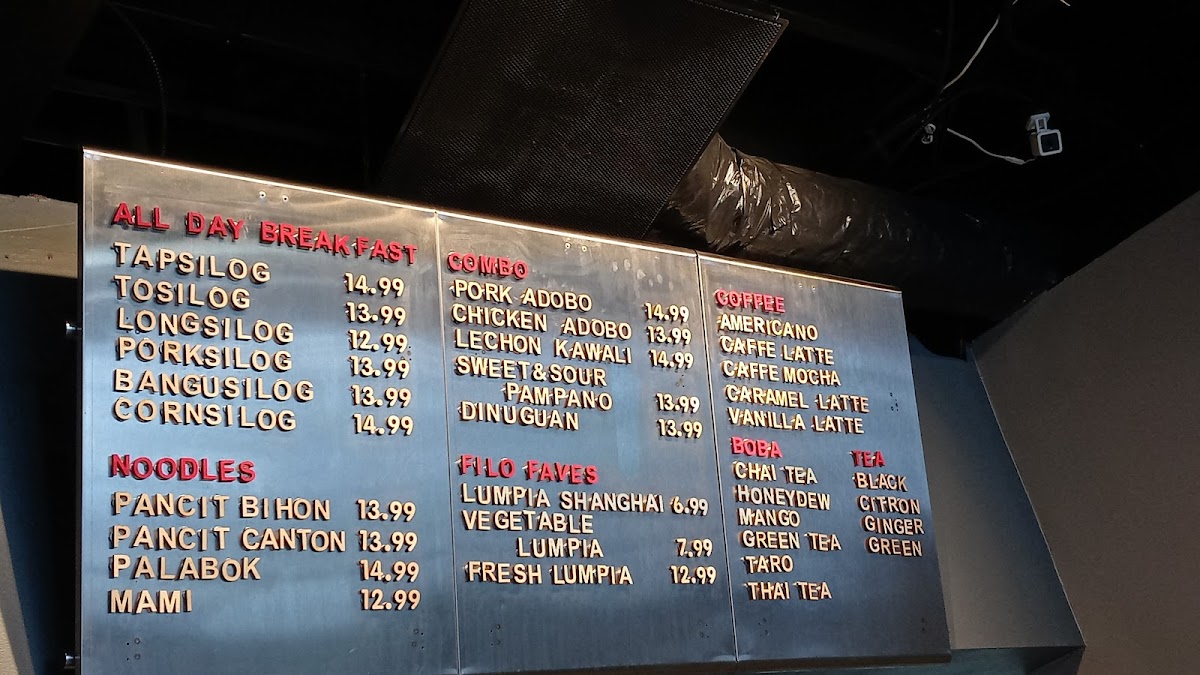 ALL DAY BREAKFAST
TAPSILOG 14.99
TOSILOG 13.99
LONGSILOG 12.99
PORKSILOG 13.99
BANGUSILOG 13.99
CORNSILOG 14.99
NOODLES
PANCIT BIHON 13.99
PANCIT CANTON 13.99
PALABOK 14.99
MAMI 12.99
COMBO
PORK ADOBO 14.99
CHICKEN ADOBO 13.99
LECHON KAWALI 14.99
SWEET&SOUR
PAMPANO 13.99
DINUGUAN 13.99
FILO FAVES
LUMPIA SHANGHAI 6.99
VEGETABLE
LUMPIA 7.99
FRESH LUMPIA 12.99
COFFEE
AMERICANO
CAFFE LATTE
CAFFE MOCHA
CARAMEL LATTE
VANILLA LATTE
BOBA
CHAI TEA
HONEYDEW
MANGO
GREEN TEA
TARO
THAI TEA
TEA
BLACK
CITRON
GINGER
GREEN